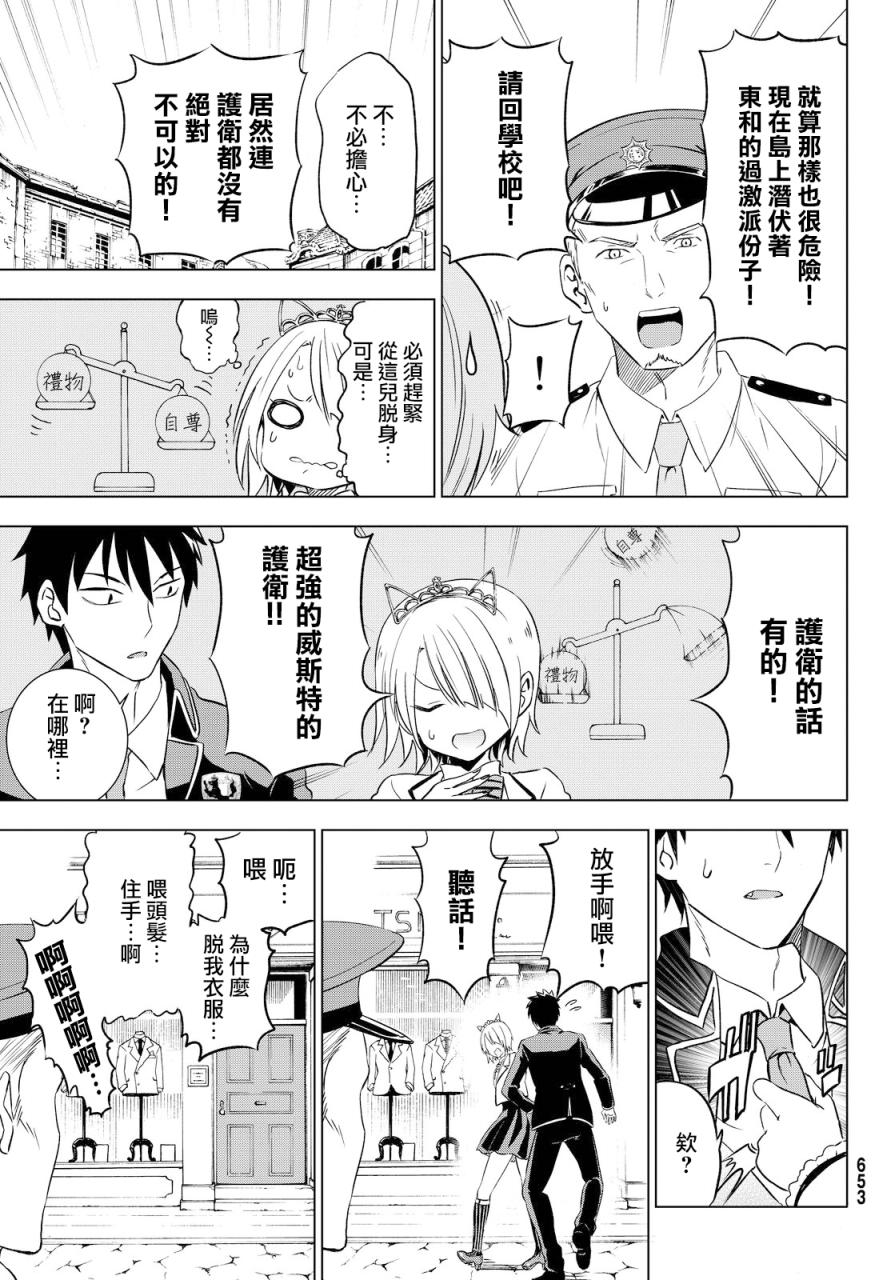 就算那樣也很危險！
現在島上潛伏著
東和的過激派份子！
請回學校吧！
！
不…
不必擔心…
居然連
護衛都沒有
絕對
不可以的！
必須趕緊
從這兒脱身
可是…
嗚~…
自尊
禮物
護衛的話
有的！
自尊
禮物
超強的威斯特的
護衛!!
啊?
在哪裡…
欸?
放手啊喂！
聽話！
TS
呃…
喂
為什麼
脱我衣服…
喂頭髮…
住手…啊
啊啊啊啊啊…
653